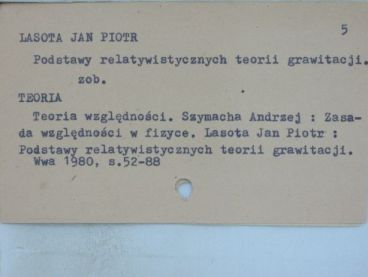 5
LASOTA JAN PIOTR
Podstawy relatywistycznych teorii grawitacji.
zob.
TEORIA
Teoria względności. Szymacha Andrzej : Zasa-
da względności w fizyce. Lasota Jan Piotr :
Podstawy relatywistycznych teorii grawitacji.
Wwa 1980, s.52-88